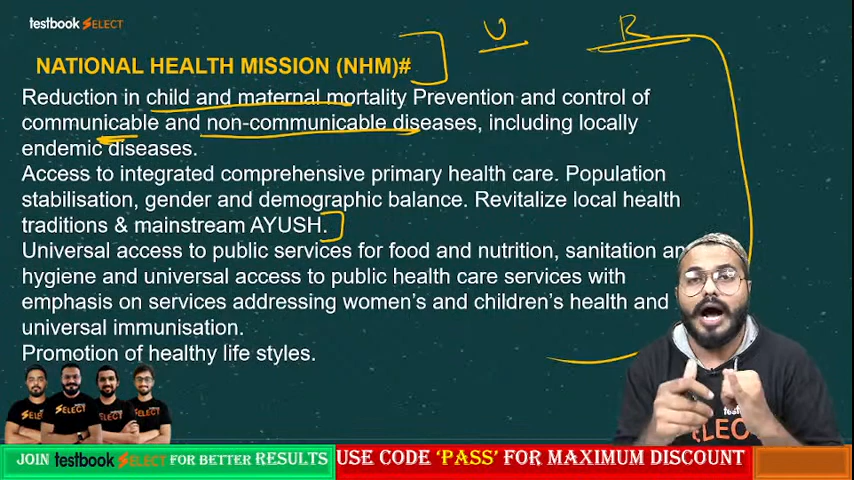 testbook SELECT
U R
NATIONAL HEALTH MISSION (NHM)#
Reduction in child and maternal mortality Prevention and control of
communicable and non-communicable diseases, including locally
endemic diseases.
Access to integrated comprehensive primary health care. Population
stabilisation, gender and demographic balance. Revitalize local health
traditions & mainstream AYUSH.
Universal access to public services for food and nutrition, sanitation an
hygiene and universal access to public health care services with
emphasis on services addressing women's and children's health and
universal immunisation.
Promotion of healthy life styles.
JOIN testbook SELECT FOR BETTER RESULTS USE CODE 'PASS' FOR MAXIMUM DISCOUNT